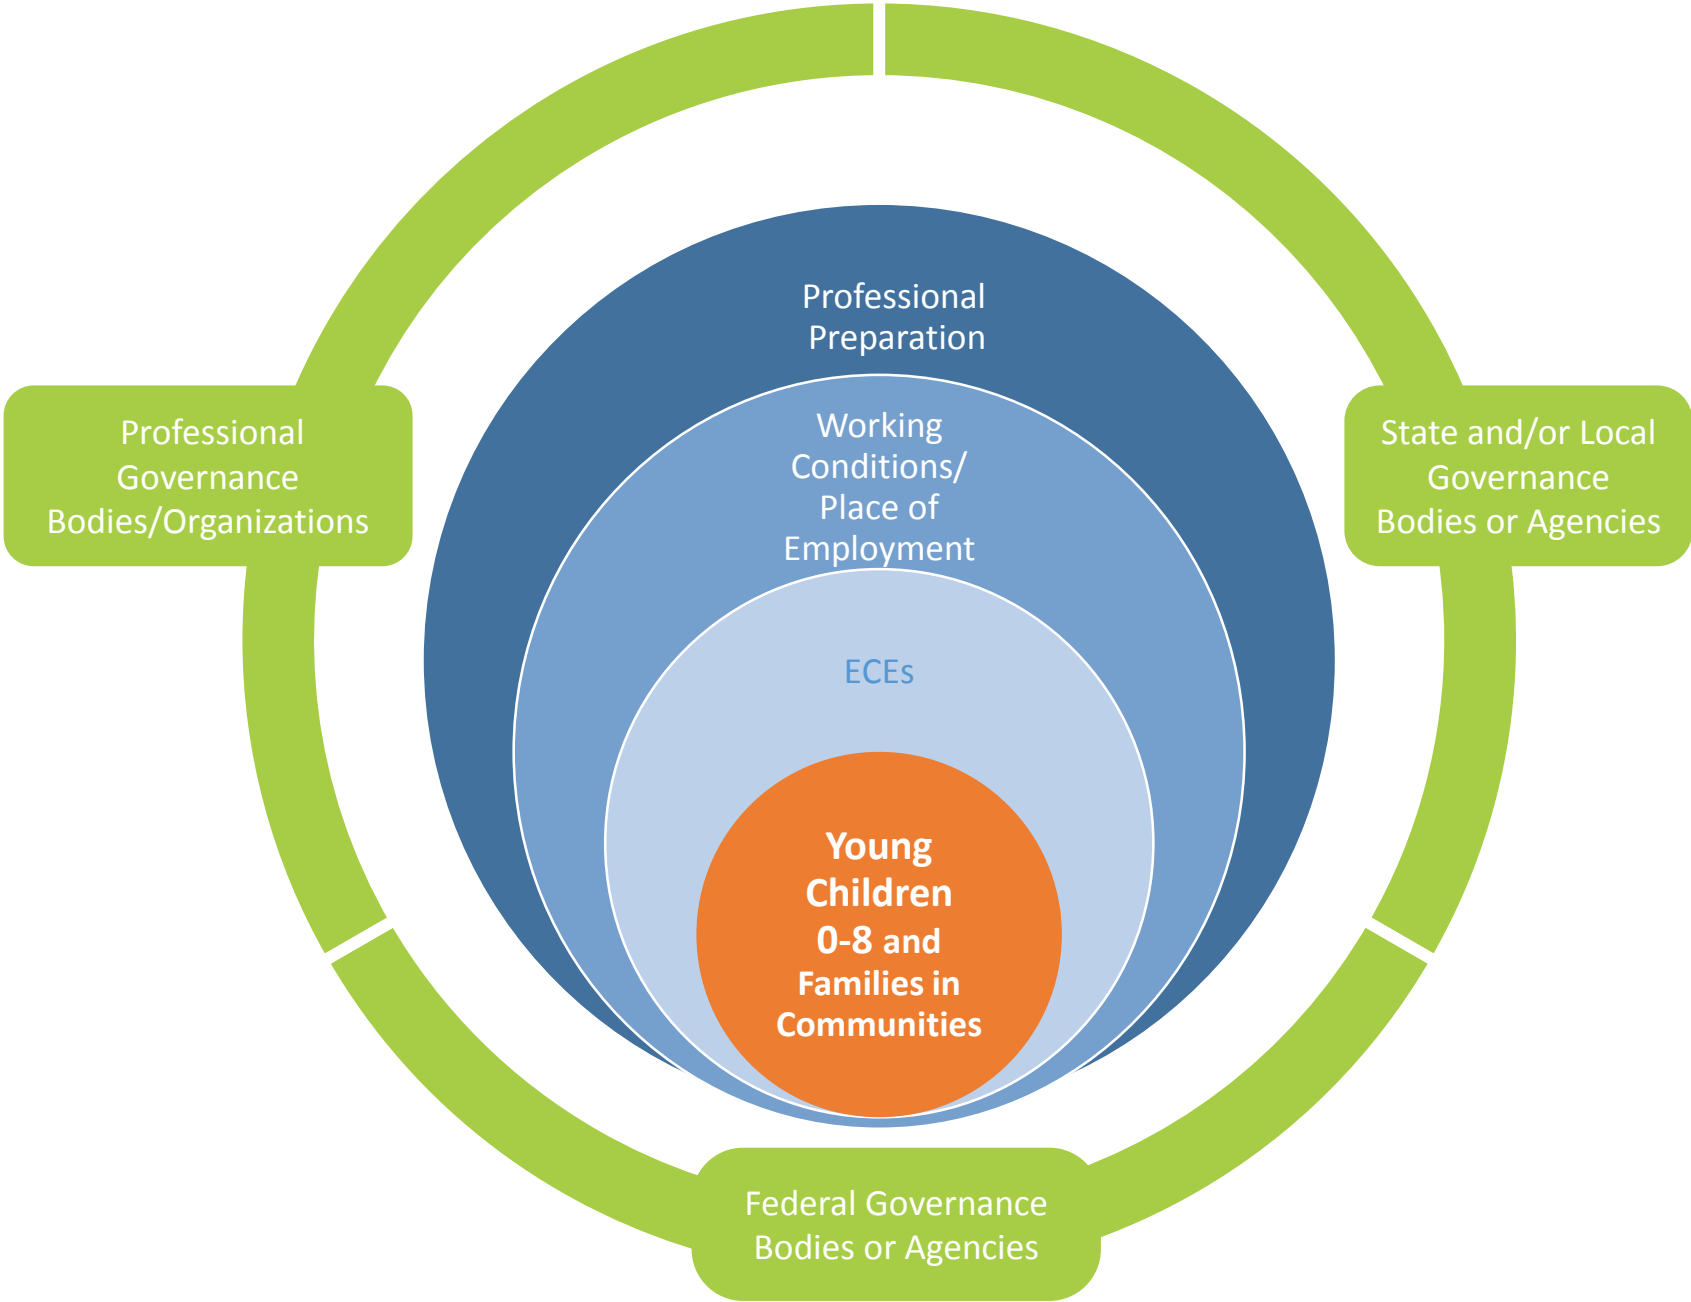 Professional
Preparation
Working
Conditions/
Place of
Employment
ECEs
Young
Children
0-8 and
Families in
Communities
Professional
Governance
Bodies/Organizations
State and/or Local
Governance
Bodies or Agencies
Federal Governance
Bodies or Agencies